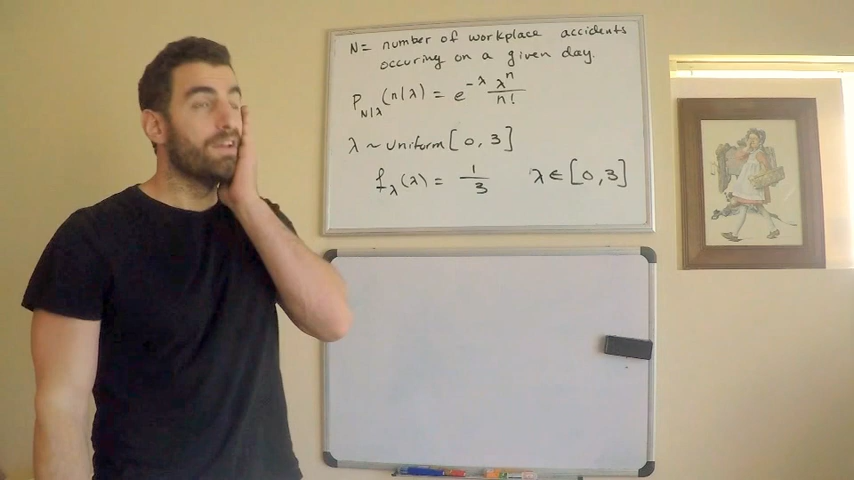 N = number of workplace accidents
occuring on a given day.
P_{N|λ}(n|λ) = e^{-λ} λ^n / n!
λ ~ uniform [0, 3]
f_λ(λ) = 1/3 λ ∈ [0, 3]